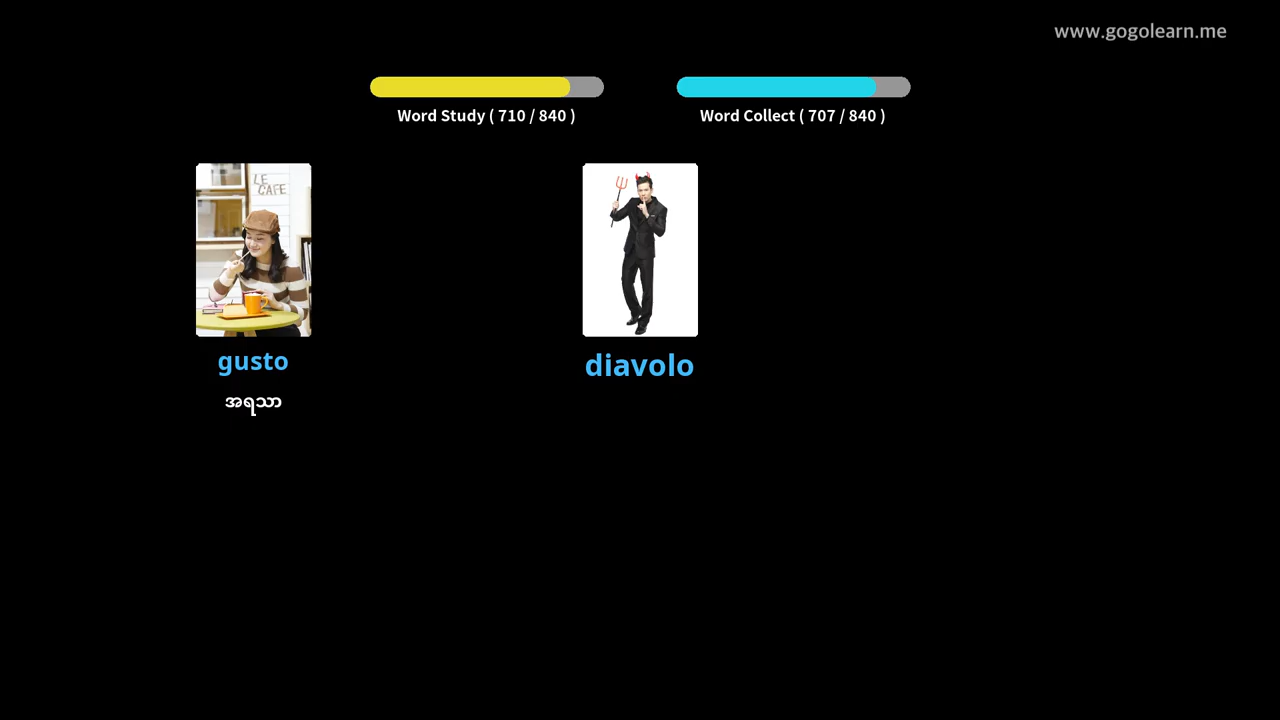 www.gogolearn.me
Word Study ( 710 / 840 )
Word Collect ( 707 / 840 )
LE CAFE
gusto
diavolo
အရသာ